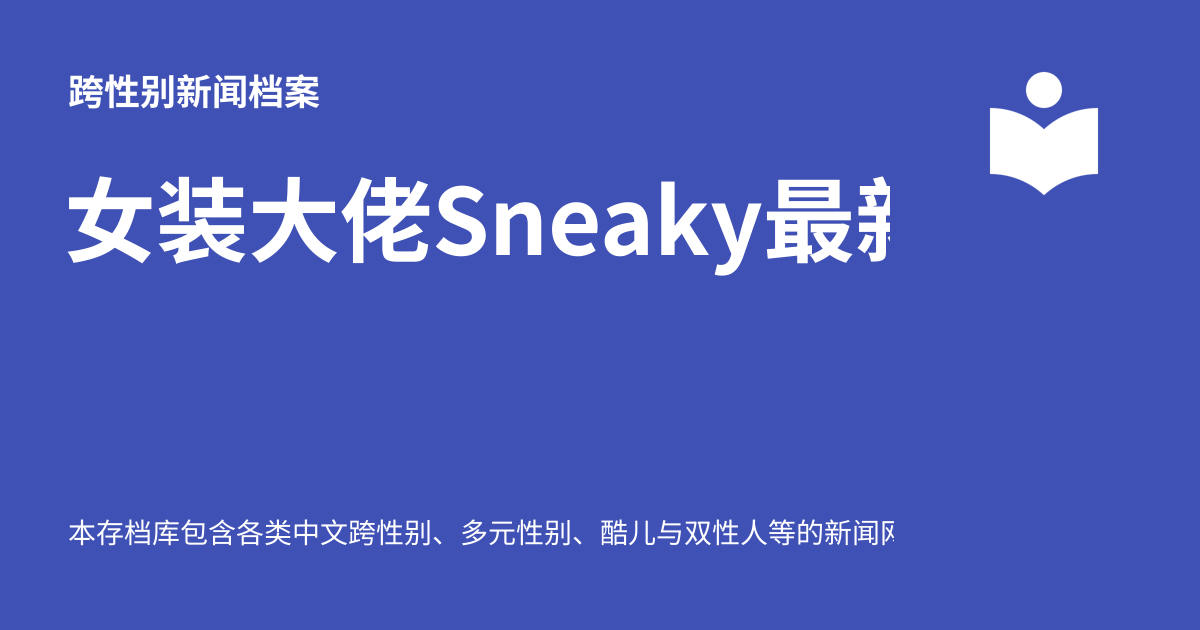 跨性别新闻档案
女装大佬Sneaky最新
本存档库包含各类中文跨性别、多元性别、酷儿与双性人等的新闻网